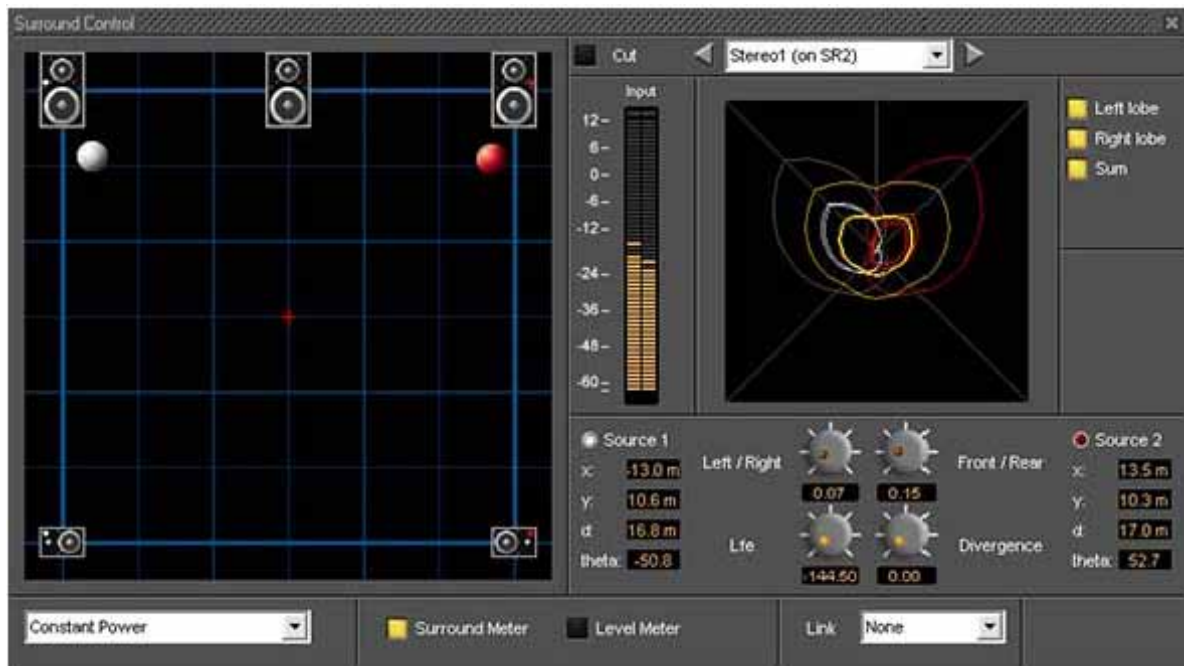 Surround Control
Cut
Stereo1 (on SR2)
Input
12
6
0
-6
-12
-24
-36
-48
-60
Left lobe
Right lobe
Sum
Source 1
x: -13.0 m
y: 10.6 m
d: 16.8 m
theta: -50.8
Left / Right
0.07
0.15
Front / Rear
Lfe
-144.50
0.00
Divergence
Source 2
x: 13.5 m
y: 10.3 m
d: 17.0 m
theta: 52.7
Constant Power
Surround Meter
Level Meter
Link
None